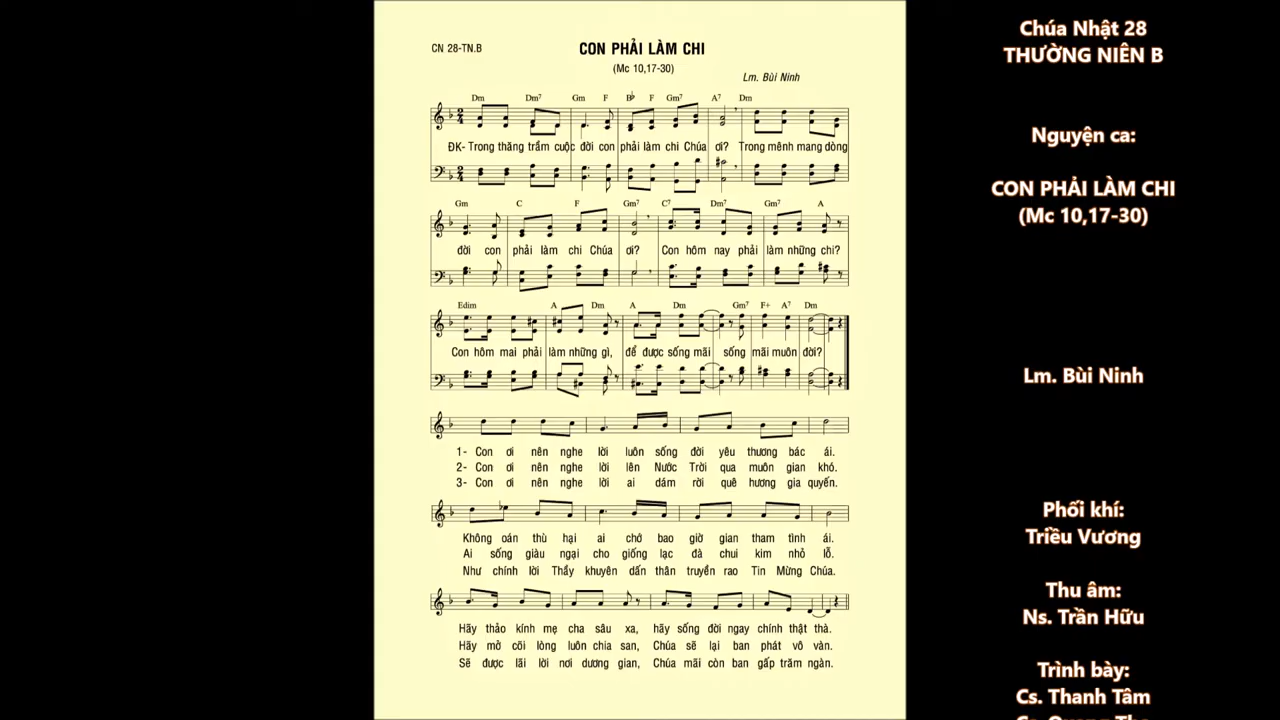 CN 28-TN.B
CON PHẢI LÀM CHI
(Mc 10,17-30)
Lm. Bùi Ninh
Dm Dm7 Gm F Bb F Gm7 A7 Dm
ĐK- Trong thăng trầm cuộc đời con phải làm chi Chúa ơi? Trong mênh mang dòng
Gm C F Gm7 C7 Dm7 Gm7 A
đời con phải làm chi Chúa ơi? Con hôm nay phải làm những chi?
Edim A Dm A Dm Gm7 F+ A7 Dm
Con hôm mai phải làm những gì, để được sống mãi sống mãi muôn đời?
1- Con ơi nên nghe lời luôn sống đời yêu thương bác ái.
2- Con ơi nên nghe lời lên Nước Trời qua muôn gian khó.
3- Con ơi nên nghe lời ai dám rời quê hương gia quyến.
Không oán thù hại ai chớ bao giờ gian tham tình ái.
Ai sống giàu ngại cho giống lạc đà chui kim nhỏ lỗ.
Như chính lời Thầy khuyên dấn thân truyền rao Tin Mừng Chúa.
Hãy thảo kính mẹ cha sâu xa, hãy sống đời ngay chính thật thà.
Hãy mở cõi lòng luôn chia san, Chúa sẽ lại ban phát vô vàn.
Sẽ được lãi lời nơi dương gian, Chúa mãi còn ban gấp trăm ngàn.
Chúa Nhật 28
THƯỜNG NIÊN B
Nguyện ca:
CON PHẢI LÀM CHI
(Mc 10,17-30)
Lm. Bùi Ninh
Phối khí:
Triều Vương
Thu âm:
Ns. Trần Hữu
Trình bày:
Cs. Thanh Tâm